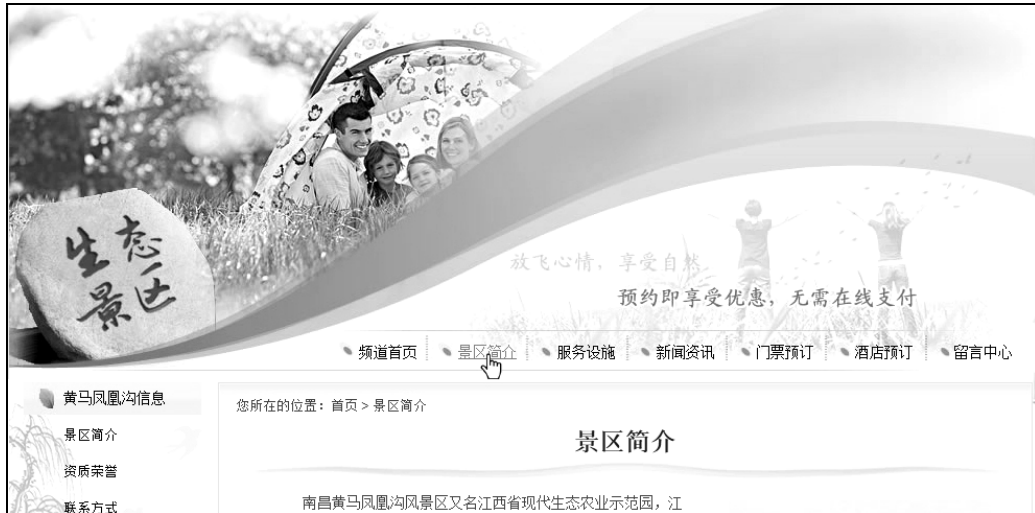 生态
景区
放飞心情，享受自然
预约即享受优惠，无需在线支付
频道首页 景区简介 服务设施 新闻资讯 门票预订 酒店预订 留言中心
黄马凤凰沟信息
景区简介
资质荣誉
联系方式
您所在的位置：首页 > 景区简介
景区简介
南昌黄马凤凰沟风景区又名江西省现代生态农业示范园，江